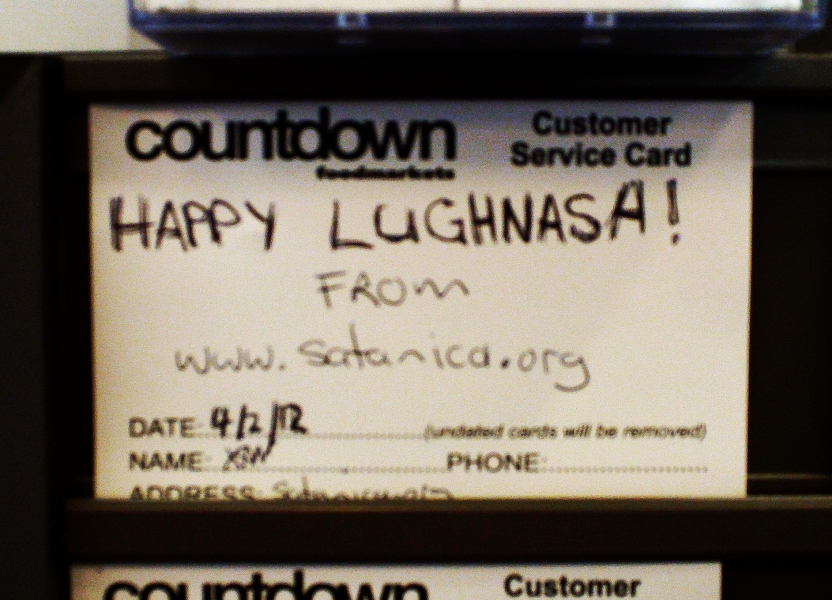 countdown Customer
foodmarkets Service Card
HAPPY LUGHNASA!
FROM
www.satanica.org
DATE: 4/2/12 (undated cards will be removed)
NAME: PHONE:
ADDRESS:
countdown Customer